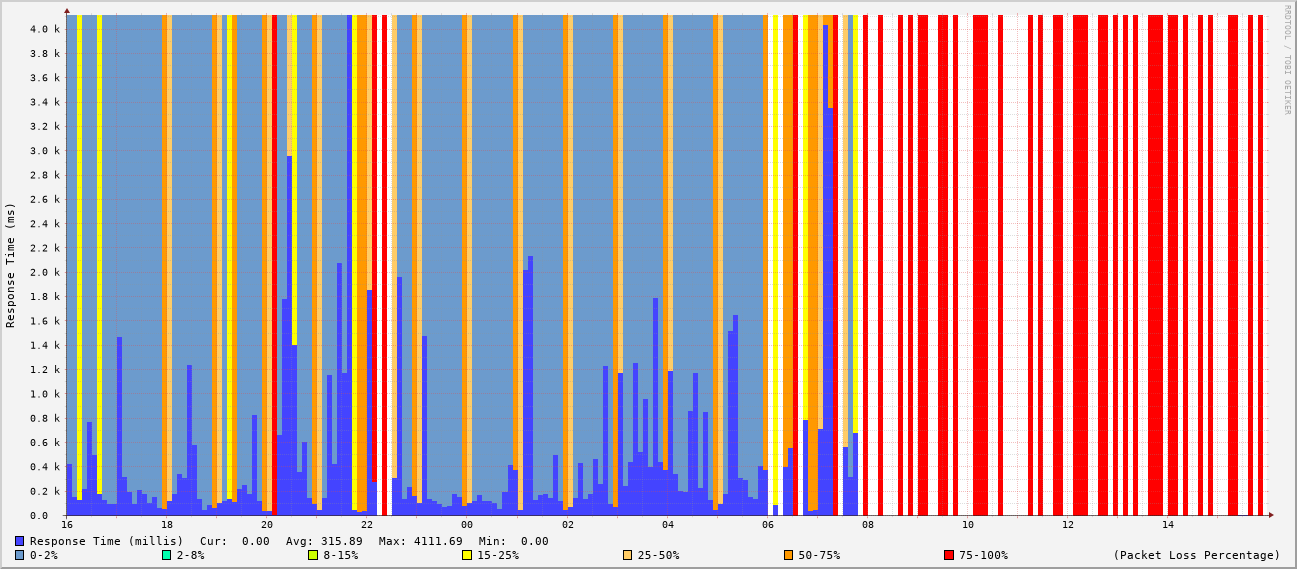 RRDTOOL / TOBI OETIKER
Response Time (ms)
4.0 k
3.8 k
3.6 k
3.4 k
3.2 k
3.0 k
2.8 k
2.6 k
2.4 k
2.2 k
2.0 k
1.8 k
1.6 k
1.4 k
1.2 k
1.0 k
0.8 k
0.6 k
0.4 k
0.2 k
0.0
16 18 20 22 00 02 04 06 08 10 12 14
Response Time (millis) Cur: 0.00 Avg: 315.89 Max: 4111.69 Min: 0.00
0-2% 2-8% 8-15% 15-25% 25-50% 50-75% 75-100% (Packet Loss Percentage)